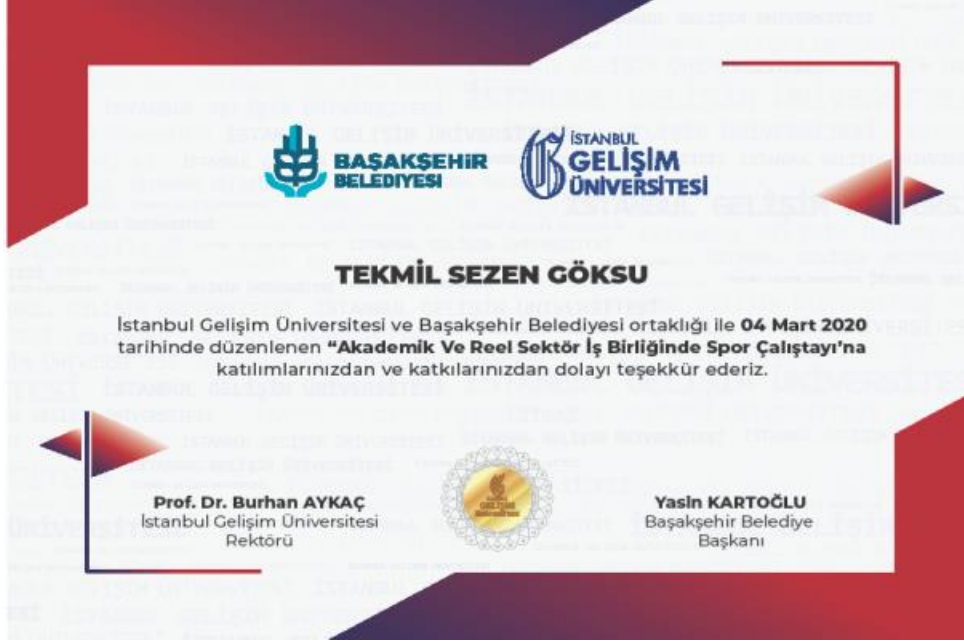 BAŞAKŞEHİR
BELEDİYESİ
İSTANBUL
GELİŞİM
ÜNİVERSİTESİ
TEKMİL SEZEN GÖKSU
İstanbul Gelişim Üniversitesi ve Başakşehir Belediyesi ortaklığı ile 04 Mart 2020
tarihinde düzenlenen “Akademik Ve Reel Sektör İş Birliğinde Spor Çalıştayı’na
katılımlarınızdan ve katkılarınızdan dolayı teşekkür ederiz.
Prof. Dr. Burhan AYKAÇ
İstanbul Gelişim Üniversitesi
Rektörü
GELİŞİM
Yasin KARTOĞLU
Başakşehir Belediye
Başkanı